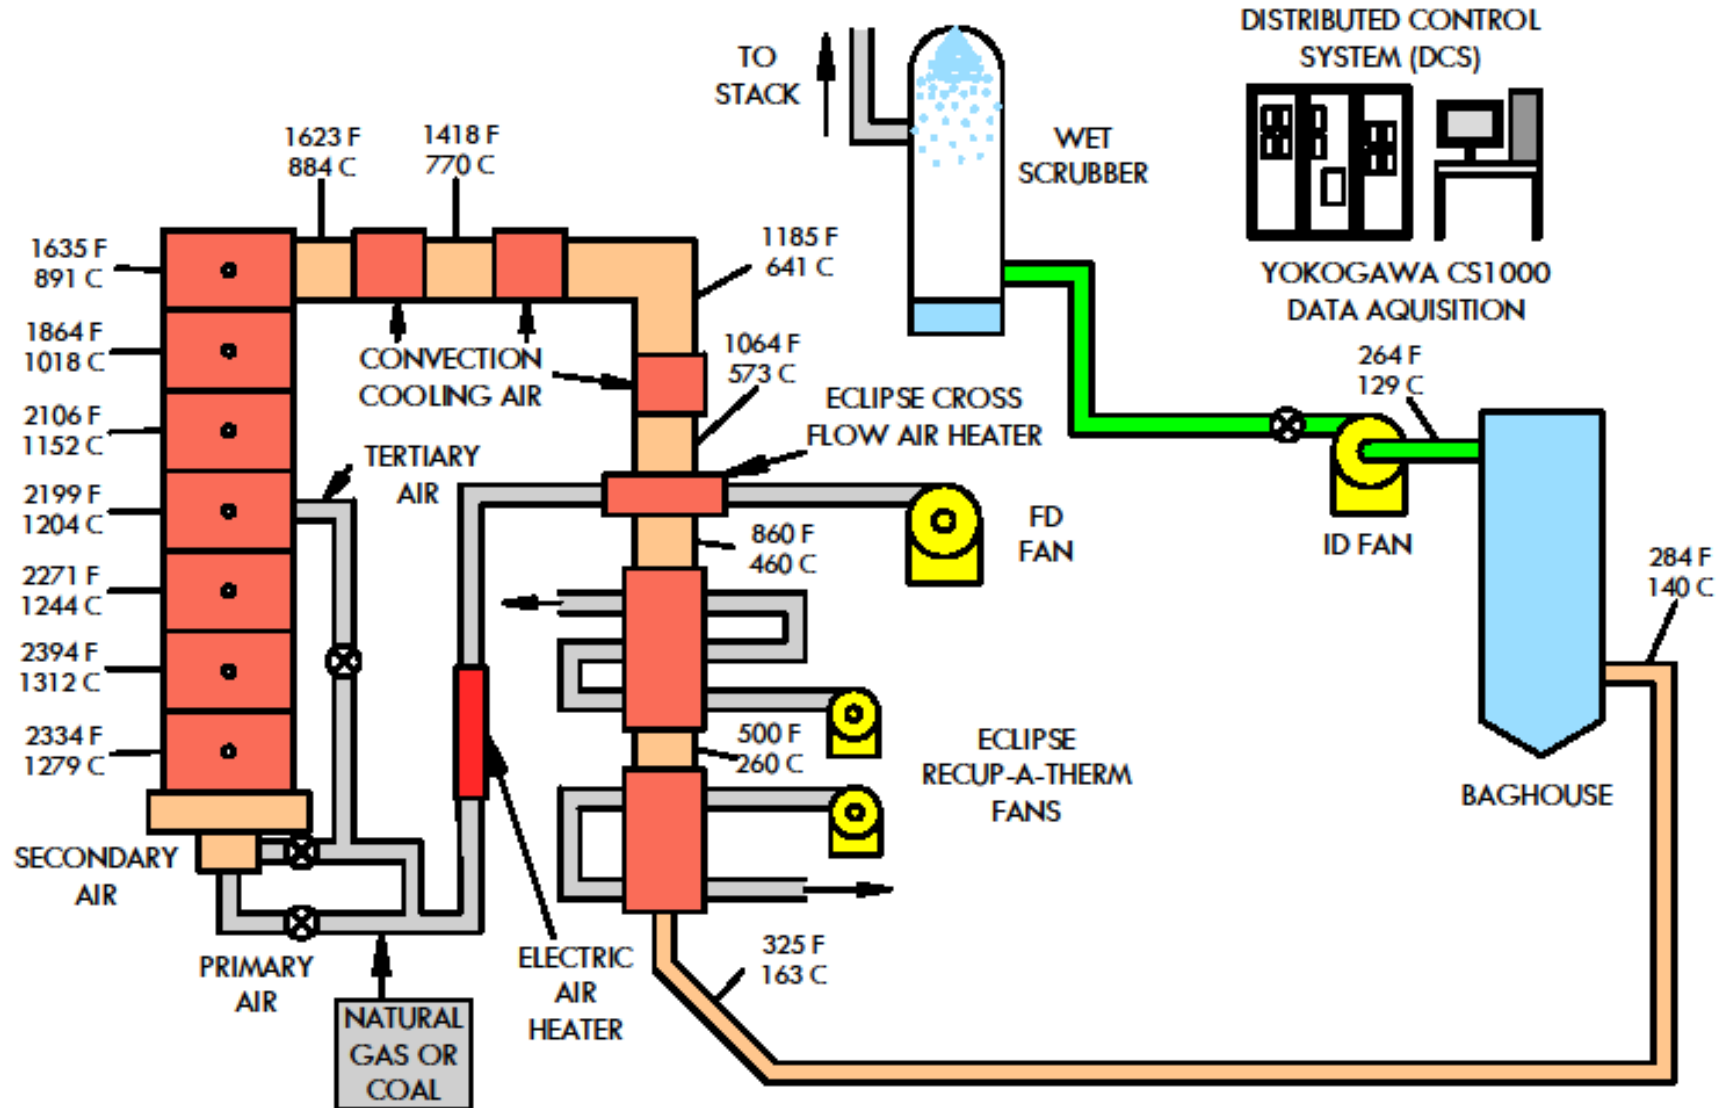 TO
STACK
WET
SCRUBBER
DISTRIBUTED CONTROL
SYSTEM (DCS)
YOKOGAWA CS1000
DATA AQUISITION
1623 F
884 C
1418 F
770 C
1185 F
641 C
1064 F
573 C
1635 F
891 C
1864 F
1018 C
2106 F
1152 C
2199 F
1204 C
2271 F
1244 C
2394 F
1312 C
2334 F
1279 C
CONVECTION
COOLING AIR
TERTIARY
AIR
ECLIPSE CROSS
FLOW AIR HEATER
264 F
129 C
FD
FAN
ID FAN
860 F
460 C
284 F
140 C
500 F
260 C
ECLIPSE
RECUP-A-THERM
FANS
BAGHOUSE
SECONDARY
AIR
PRIMARY
AIR
ELECTRIC
AIR
HEATER
325 F
163 C
NATURAL
GAS OR
COAL